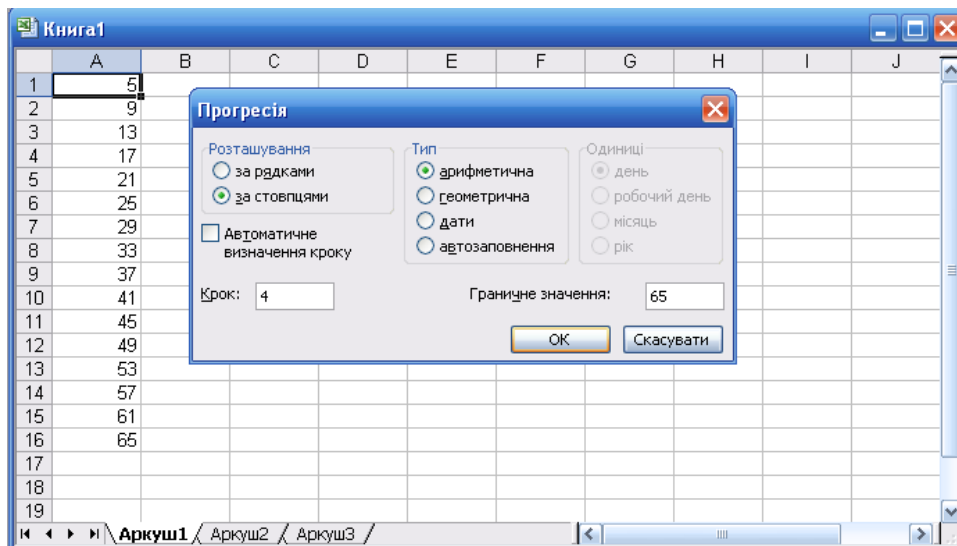 Книга1
A B C D E F G H I J
1 5
2 9
3 13
4 17
5 21
6 25
7 29
8 33
9 37
10 41
11 45
12 49
13 53
14 57
15 61
16 65
17
18
19
Прогресія
Розташування Тип Одиниці
за рядками арифметична день
за стовпцями геометрична робочий день
дати місяць
Автоматичне
визначення кроку автозаповнення рік
Крок: 4 Граничне значення: 65
ОК Скасувати
Аркуш1 Аркуш2 Аркуш3